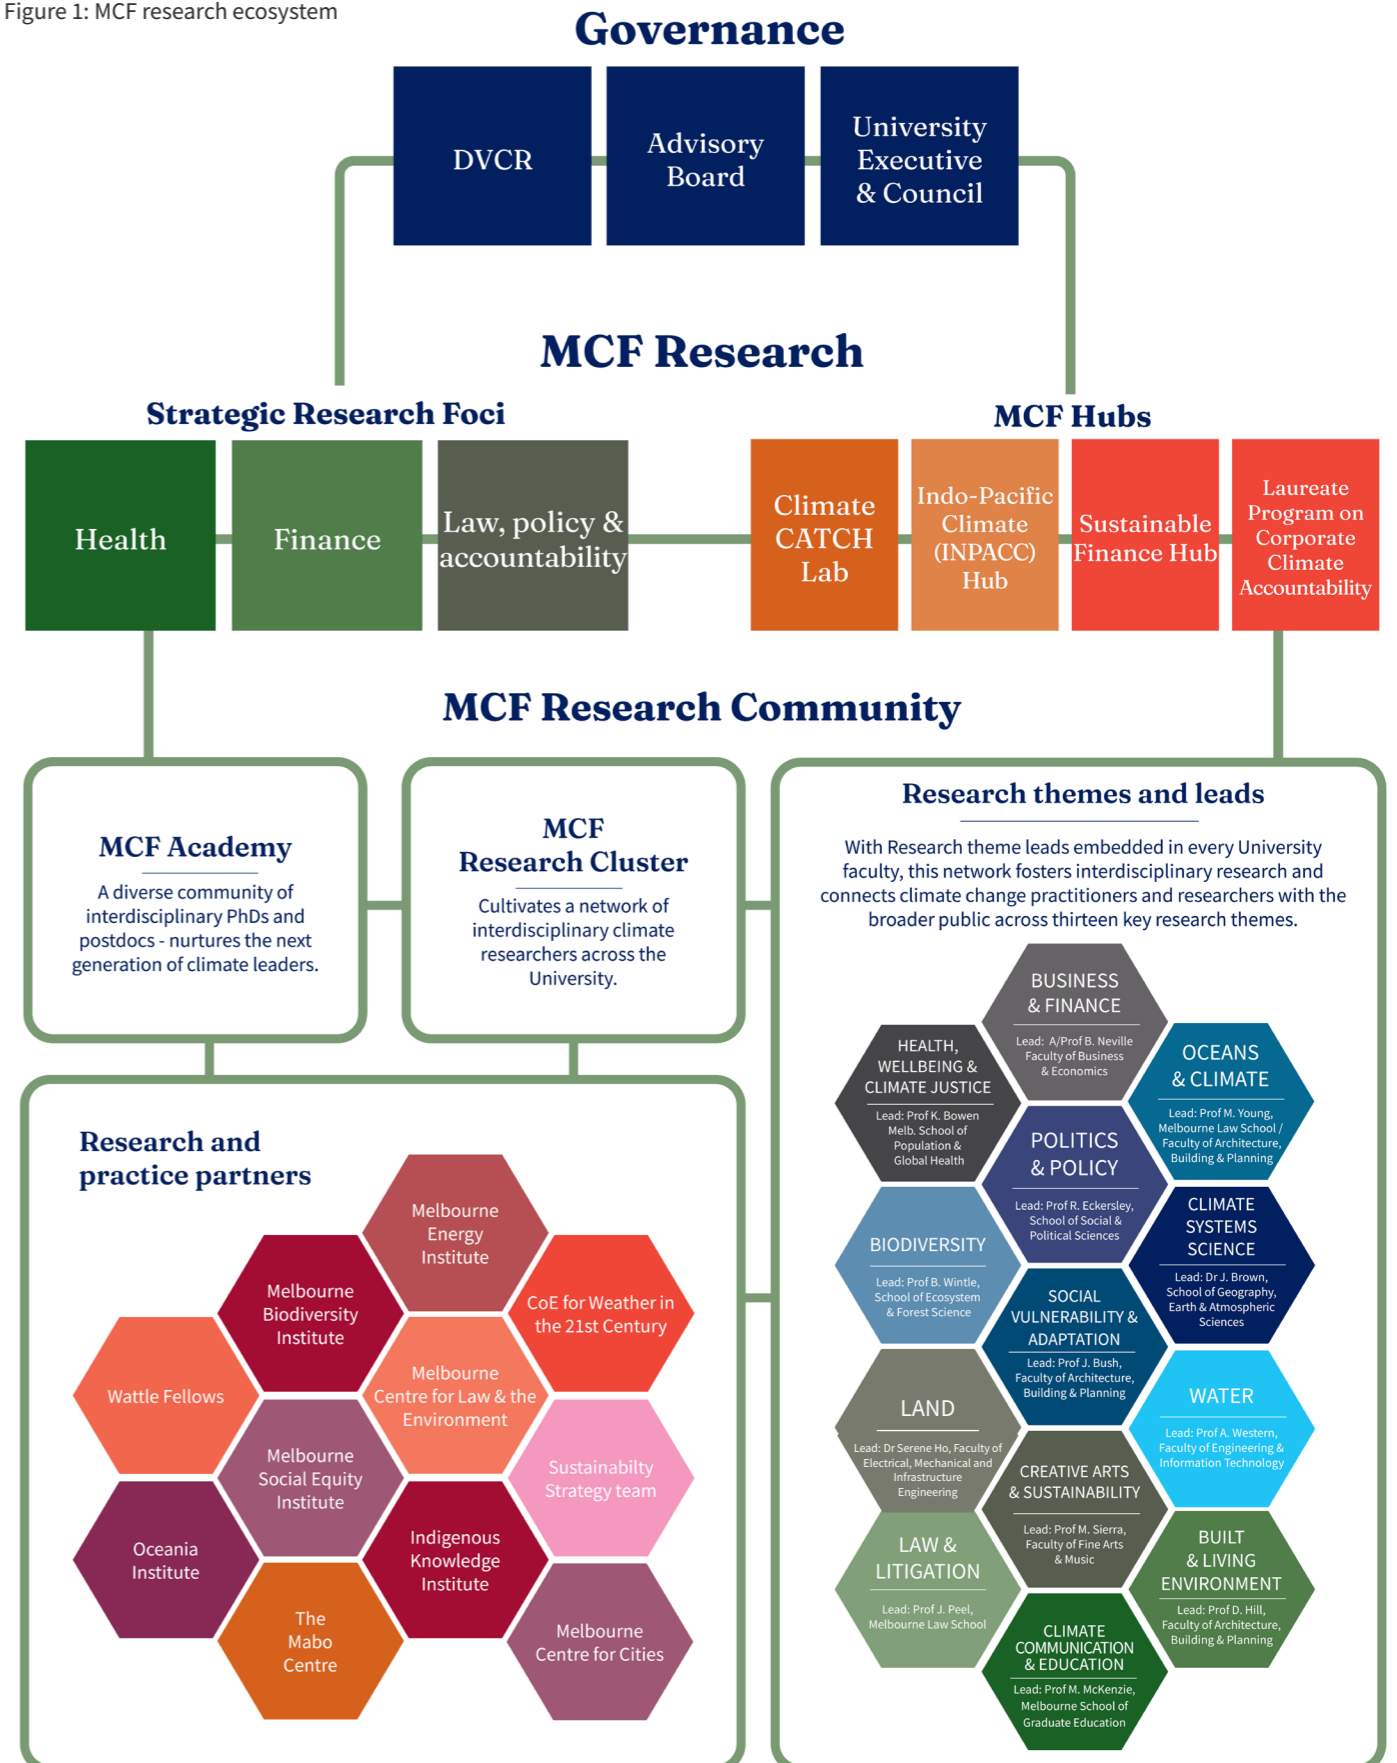 Figure 1: MCF research ecosystem
Governance
DVCR
Advisory
Board
University
Executive
& Council
MCF Research
Strategic Research Foci
Health
Finance
Law, policy &
accountability
MCF Hubs
Climate
CATCH
Lab
Indo-Pacific
Climate
(INPACC)
Hub
Sustainable
Finance Hub
Laureate
Program on
Corporate
Climate
Accountability
MCF Research Community
MCF Academy
A diverse community of
interdisciplinary PhDs and
postdocs - nurtures the next
generation of climate leaders.
MCF
Research Cluster
Cultivates a network of
interdisciplinary climate
researchers across the
University.
Research themes and leads
With Research theme leads embedded in every University
faculty, this network fosters interdisciplinary research and
connects climate change practitioners and researchers with the
broader public across thirteen key research themes.
BUSINESS
& FINANCE
Lead: A/Prof B. Neville
Faculty of Business
& Economics
HEALTH,
WELLBEING &
CLIMATE JUSTICE
Lead: Prof K. Bowen
Melb. School of
Population &
Global Health
OCEANS
& CLIMATE
Lead: Prof M. Young,
Melbourne Law School /
Faculty of Architecture,
Building & Planning
POLITICS
& POLICY
Lead: Prof R. Eckersley,
School of Social &
Political Sciences
BIODIVERSITY
Lead: Prof B. Wintle,
School of Ecosystem
& Forest Science
CLIMATE
SYSTEMS
SCIENCE
Lead: Dr J. Brown,
School of Geography,
Earth & Atmospheric
Sciences
SOCIAL
VULNERABILITY &
ADAPTATION
Lead: Prof J. Bush,
Faculty of Architecture,
Building & Planning
LAND
Lead: Dr Serene Ho, Faculty of
Electrical, Mechanical and
Infrastructure
Engineering
WATER
Lead: Prof A. Western,
Faculty of Engineering &
Information Technology
CREATIVE ARTS
& SUSTAINABILITY
Lead: Prof M. Sierra,
Faculty of Fine Arts
& Music
LAW &
LITIGATION
Lead: Prof J. Peel,
Melbourne Law School
BUILT
& LIVING
ENVIRONMENT
Lead: Prof D. Hill,
Faculty of Architecture,
Building & Planning
CLIMATE
COMMUNICATION
& EDUCATION
Lead: Prof M. McKenzie,
Melbourne School of
Graduate Education
Research and
practice partners
Melbourne
Energy
Institute
Melbourne
Biodiversity
Institute
CoE for Weather in
the 21st Century
Wattle Fellows
Melbourne
Centre for Law & the
Environment
Melbourne
Social Equity
Institute
Sustainabilty
Strategy team
Oceania
Institute
Indigenous
Knowledge
Institute
The
Mabo
Centre
Melbourne
Centre for Cities